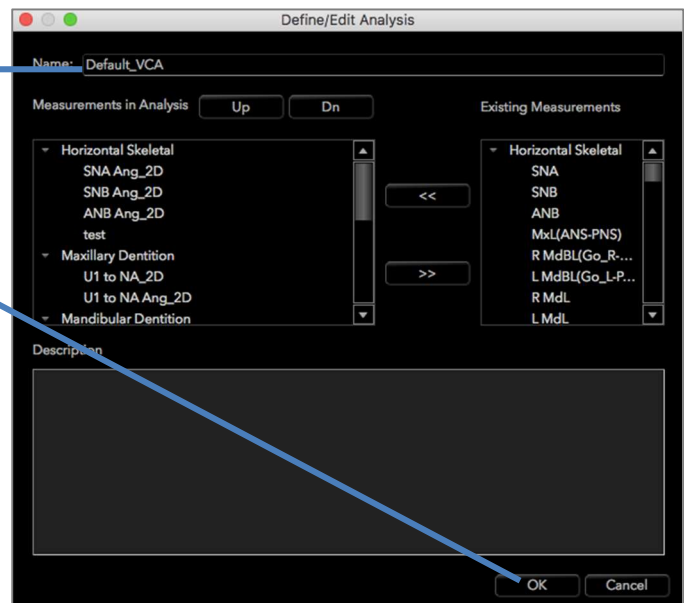 Define/Edit Analysis
Name: Default_VCA
Measurements in Analysis Up Dn
Existing Measurements
Horizontal Skeletal
SNA Ang_2D
SNB Ang_2D
ANB Ang_2D
test
Maxillary Dentition
U1 to NA_2D
U1 to NA Ang_2D
Mandibular Dentition
<<
>>
Horizontal Skeletal
SNA
SNB
ANB
MxL(ANS-PNS)
R MdBL(Go_R-...
L MdBL(Go_L-P...
R MdL
L MdL
Description
OK Cancel